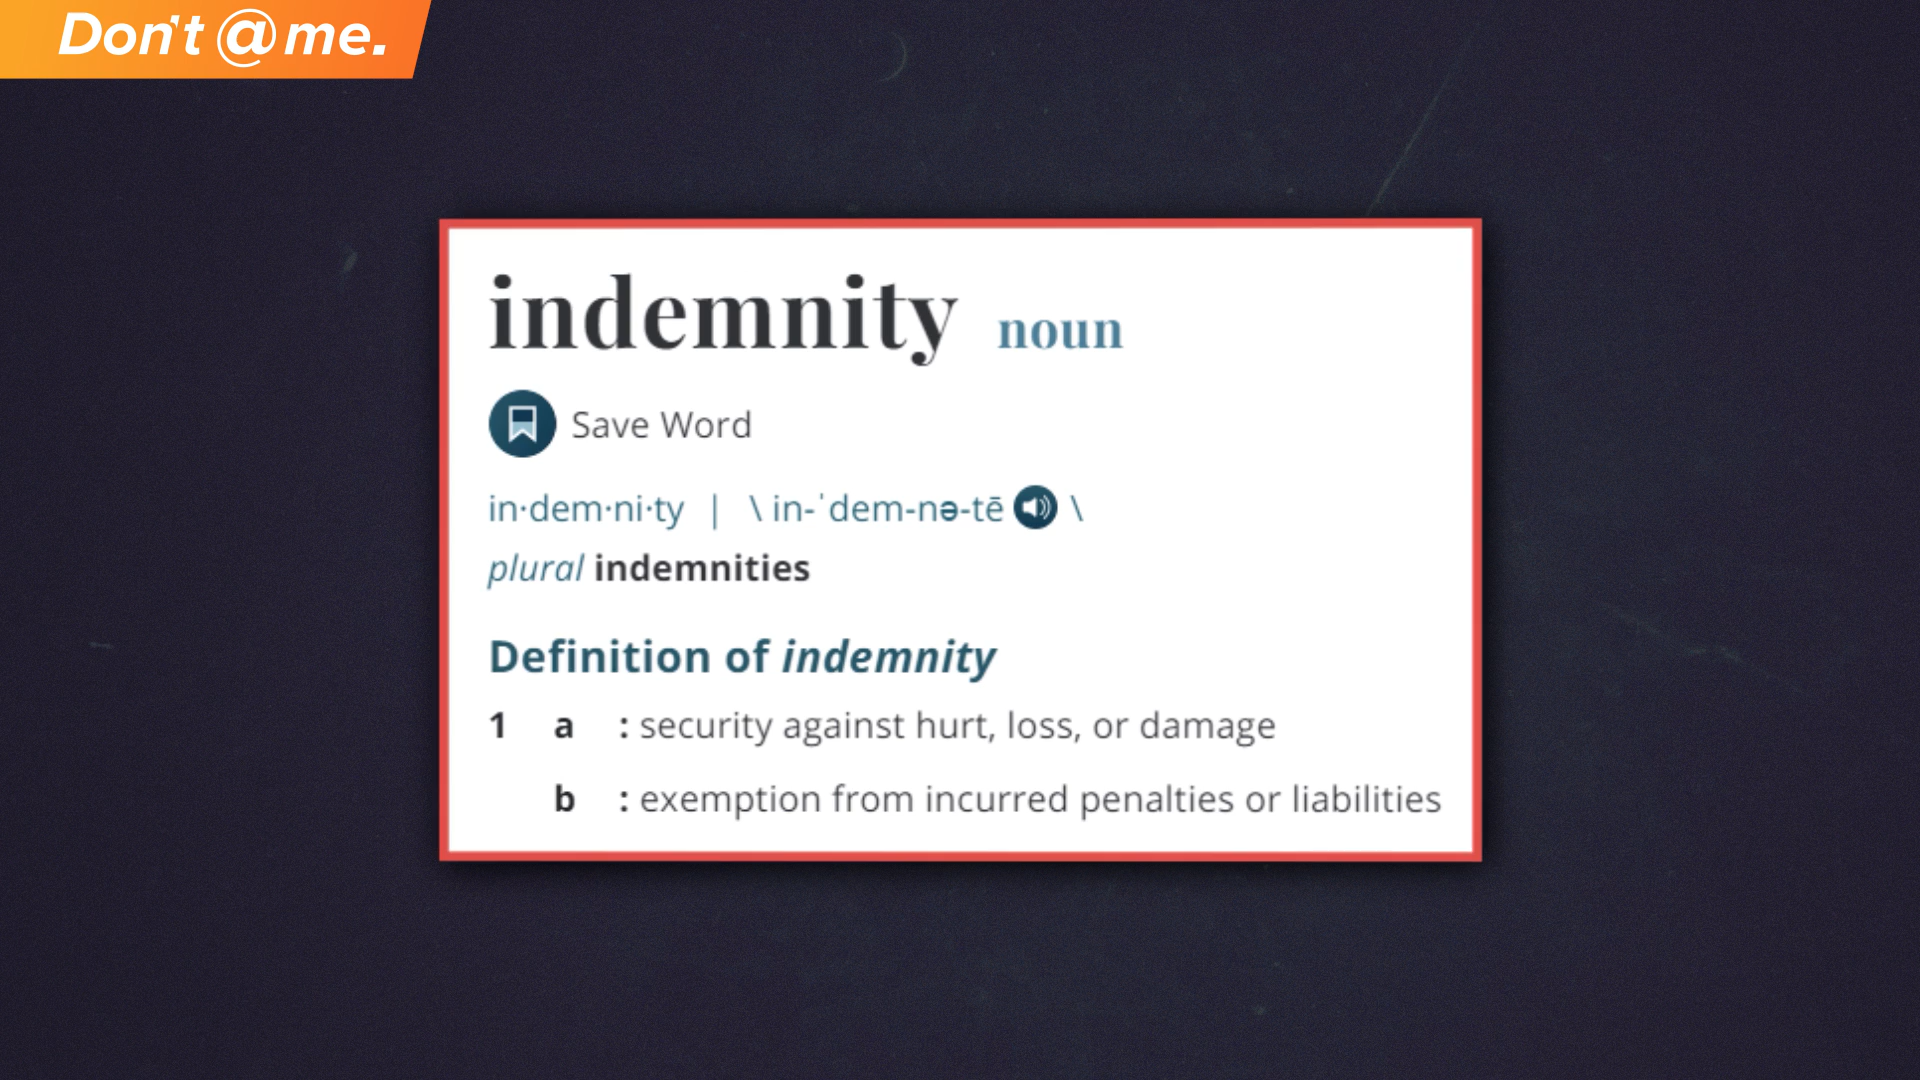 Don't @ me.
indemnity noun
Save Word
in·dem·ni·ty | \ in-ˈdem-nə-tē \
plural indemnities
Definition of indemnity
1 a : security against hurt, loss, or damage
b : exemption from incurred penalties or liabilities